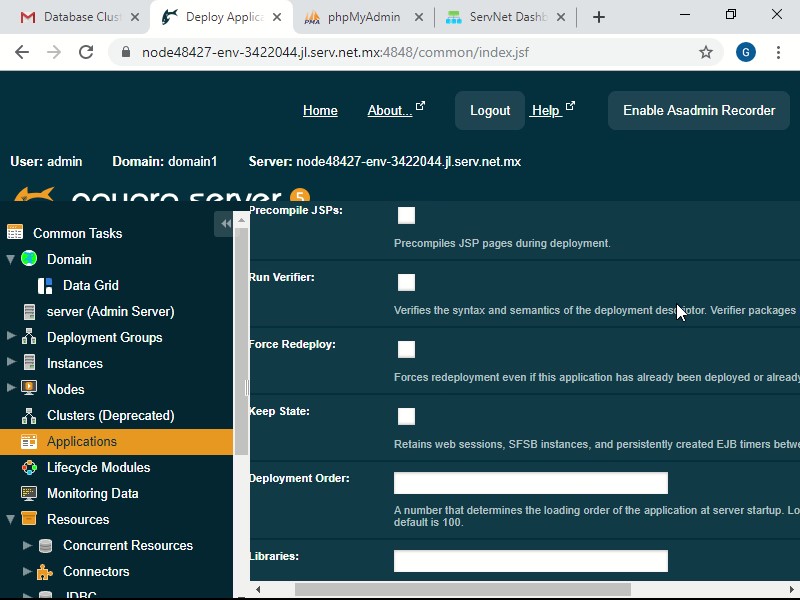 Database Clust
Deploy Applica
phpMyAdmin
ServNet Dashb
node48427-env-3422044.jl.serv.net.mx:4848/common/index.jsf
G
Home
About...
Logout
Help
Enable Asadmin Recorder
User: admin
Domain: domain1
Server: node48427-env-3422044.jl.serv.net.mx
payara server 5
Common Tasks
Domain
Data Grid
server (Admin Server)
Deployment Groups
Instances
Nodes
Clusters (Deprecated)
Applications
Lifecycle Modules
Monitoring Data
Resources
Concurrent Resources
Connectors
JDBC
Precompile JSPs:
Precompiles JSP pages during deployment.
Run Verifier:
Verifies the syntax and semantics of the deployment descriptor. Verifier packages
Force Redeploy:
Forces redeployment even if this application has already been deployed or already
Keep State:
Retains web sessions, SFSB instances, and persistently created EJB timers betwe
Deployment Order:
A number that determines the loading order of the application at server startup. Lo
default is 100.
Libraries: